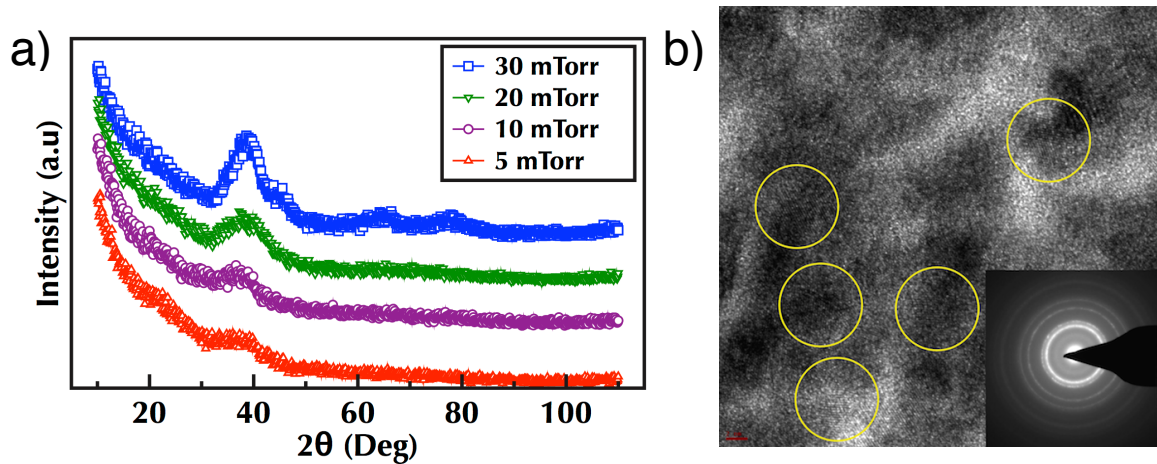 a)
30 mTorr
20 mTorr
10 mTorr
5 mTorr
Intensity (a.u)
20 40 60 80 100
2θ (Deg)
b)